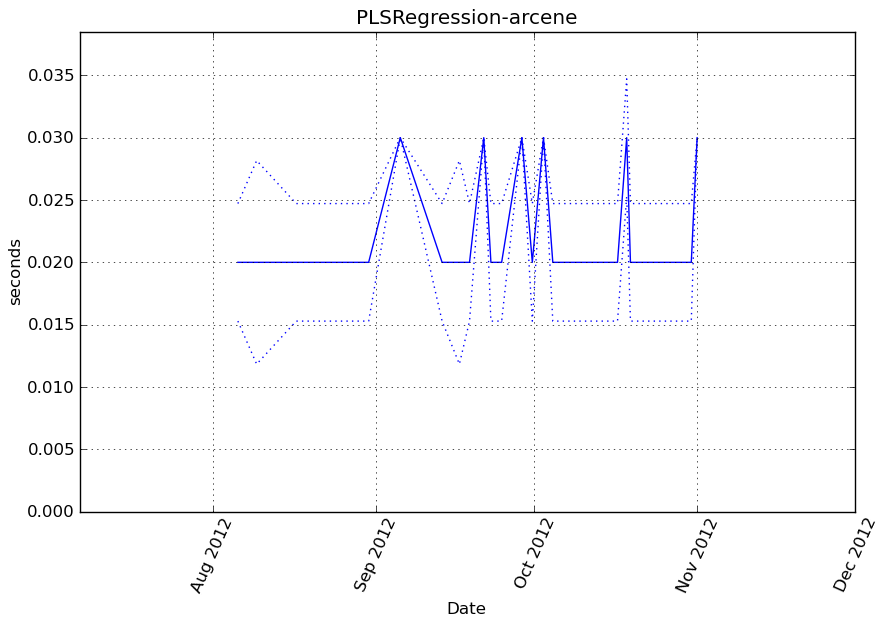 PLSRegression-arcene
0.035
0.030
0.025
0.020
0.015
0.010
0.005
0.000
seconds
Aug 2012
Sep 2012
Oct 2012
Nov 2012
Dec 2012
Date